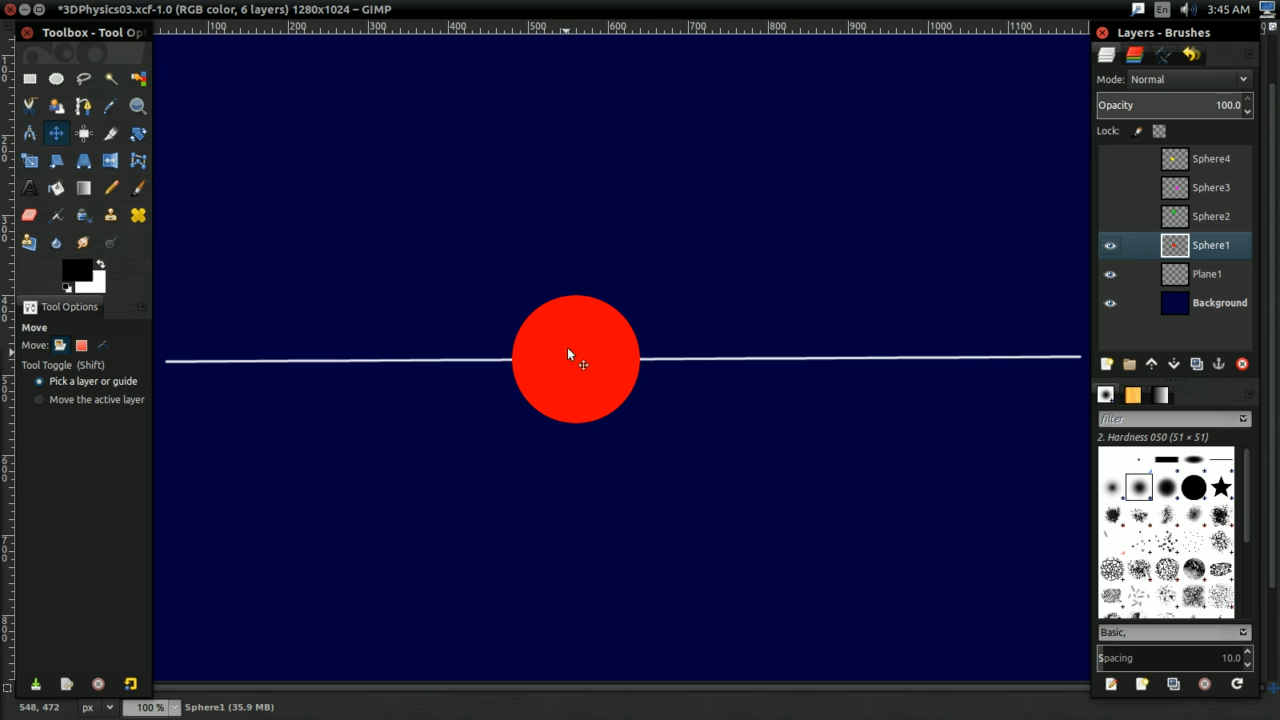 *3DPhysics03.xcf-1.0 (RGB color, 6 layers) 1280x1024 – GIMP
En
3:45 AM
Toolbox - Tool Op
100 200 300 400 500 600 700 800 900 1000 1100
Layers - Brushes
Mode: Normal
Opacity 100.0
Lock:
Sphere4
Sphere3
Sphere2
Sphere1
Plane1
Background
Tool Options
Move
Move:
Tool Toggle (Shift)
Pick a layer or guide
Move the active layer
filter
2. Hardness 050 (51 × 51)
Basic,
Spacing 10.0
548, 472 px 100 % Sphere1 (35.9 MB)